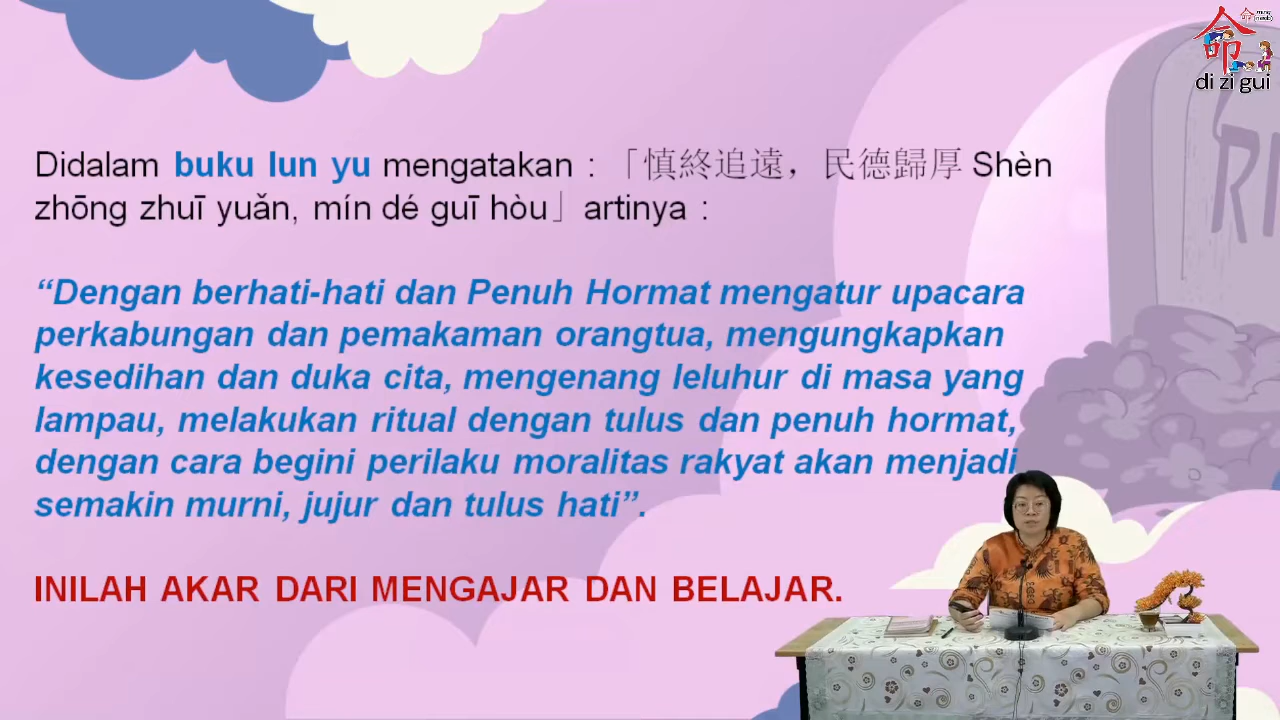 命
di zi gui
Didalam buku lun yu mengatakan : 「慎終追遠，民德歸厚 Shèn
zhōng zhuī yuǎn, mín dé guī hòu」 artinya :
“Dengan berhati-hati dan Penuh Hormat mengatur upacara
perkabungan dan pemakaman orangtua, mengungkapkan
kesedihan dan duka cita, mengenang leluhur di masa yang
lampau, melakukan ritual dengan tulus dan penuh hormat,
dengan cara begini perilaku moralitas rakyat akan menjadi
semakin murni, jujur dan tulus hati”.
INILAH AKAR DARI MENGAJAR DAN BELAJAR.